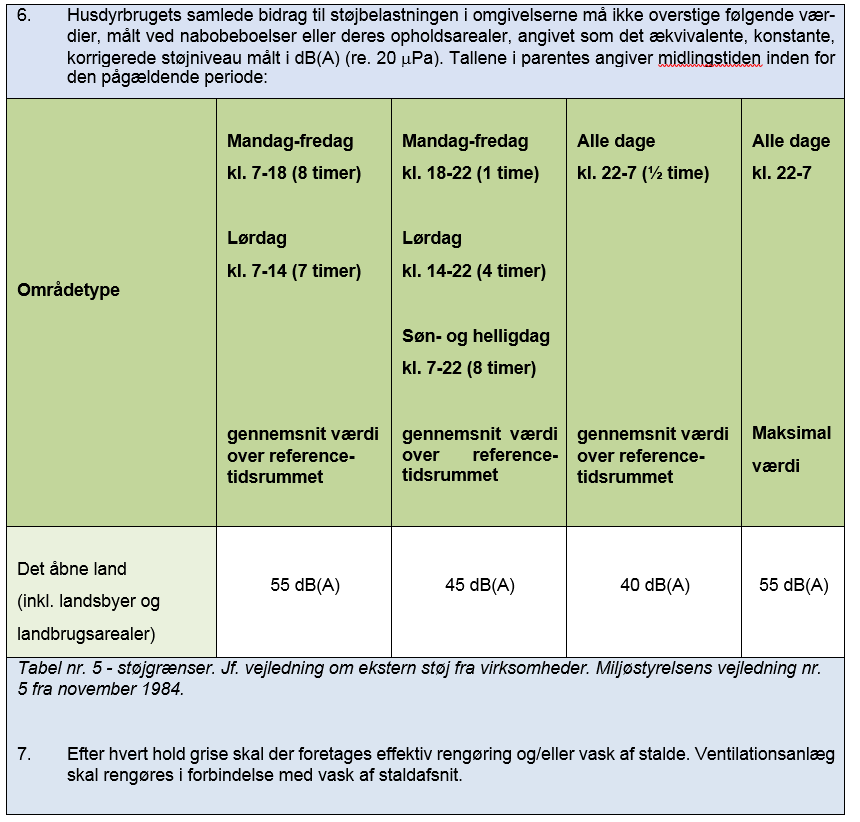 6. Husdyrbrugets samlede bidrag til støjbelastningen i omgivelserne må ikke overstige følgende vær-
dier, målt ved nabobeboelser eller deres opholdsarealer, angivet som det ækvivalente, konstante,
korrigerede støjniveau målt i dB(A) (re. 20 µPa). Tallene i parentes angiver midlingstiden inden for
den pågældende periode:
Områdetype
Mandag-fredag
kl. 7-18 (8 timer)
Lørdag
kl. 7-14 (7 timer)
gennemsnit værdi
over reference-
tidsrummet
Mandag-fredag
kl. 18-22 (1 time)
Lørdag
kl. 14-22 (4 timer)
Søn- og helligdag
kl. 7-22 (8 timer)
gennemsnit værdi
over reference-
tidsrummet
Alle dage
kl. 22-7 (½ time)
gennemsnit værdi
over reference-
tidsrummet
Alle dage
kl. 22-7
Maksimal
værdi
Det åbne land
(inkl. landsbyer og
landbrugsarealer)
55 dB(A)
45 dB(A)
40 dB(A)
55 dB(A)
Tabel nr. 5 - støjgrænser. Jf. vejledning om ekstern støj fra virksomheder. Miljøstyrelsens vejledning nr.
5 fra november 1984.
7. Efter hvert hold grise skal der foretages effektiv rengøring og/eller vask af stalde. Ventilationsanlæg
skal rengøres i forbindelse med vask af staldafsnit.